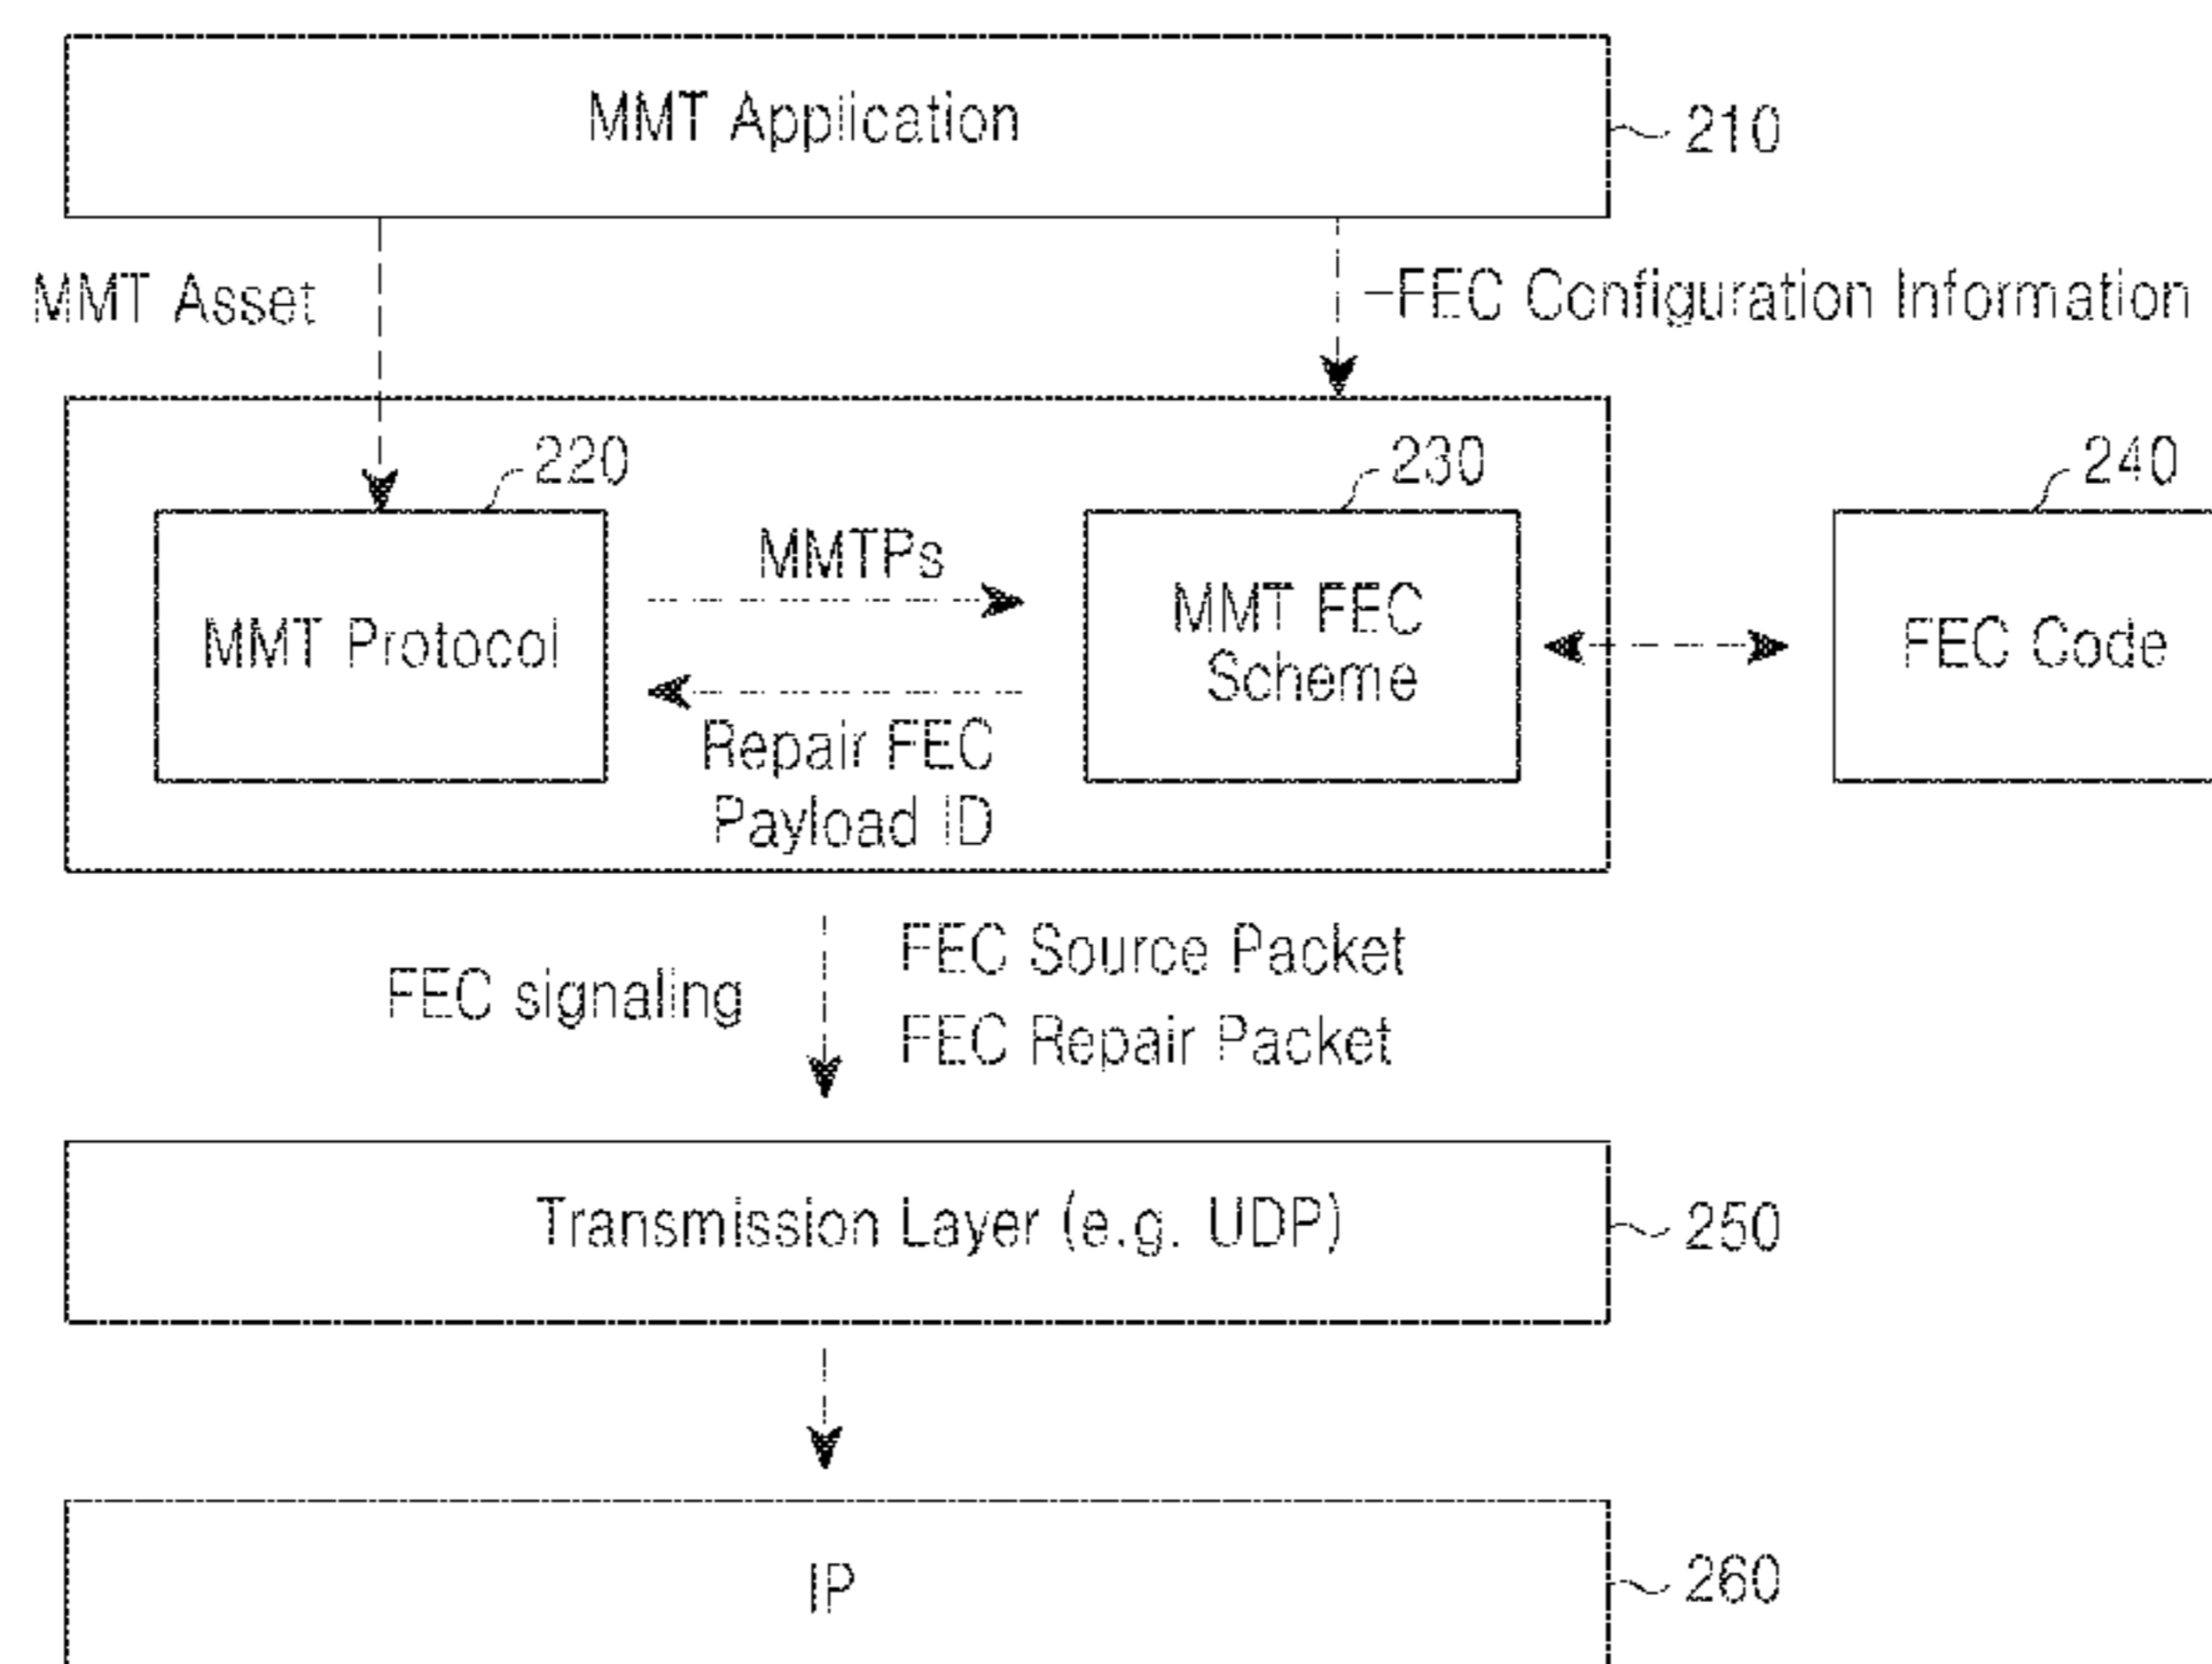 MMT Application
210
MMT Asset
FEC Configuration Information
220
230
240
MMTPs
MMT Protocol
MMT FEC
Scheme
FEC Code
Repair FEC
Payload ID
FEC signaling
FEC Source Packet
FEC Repair Packet
Transmission Layer (e.g. UDP)
250
IP
260